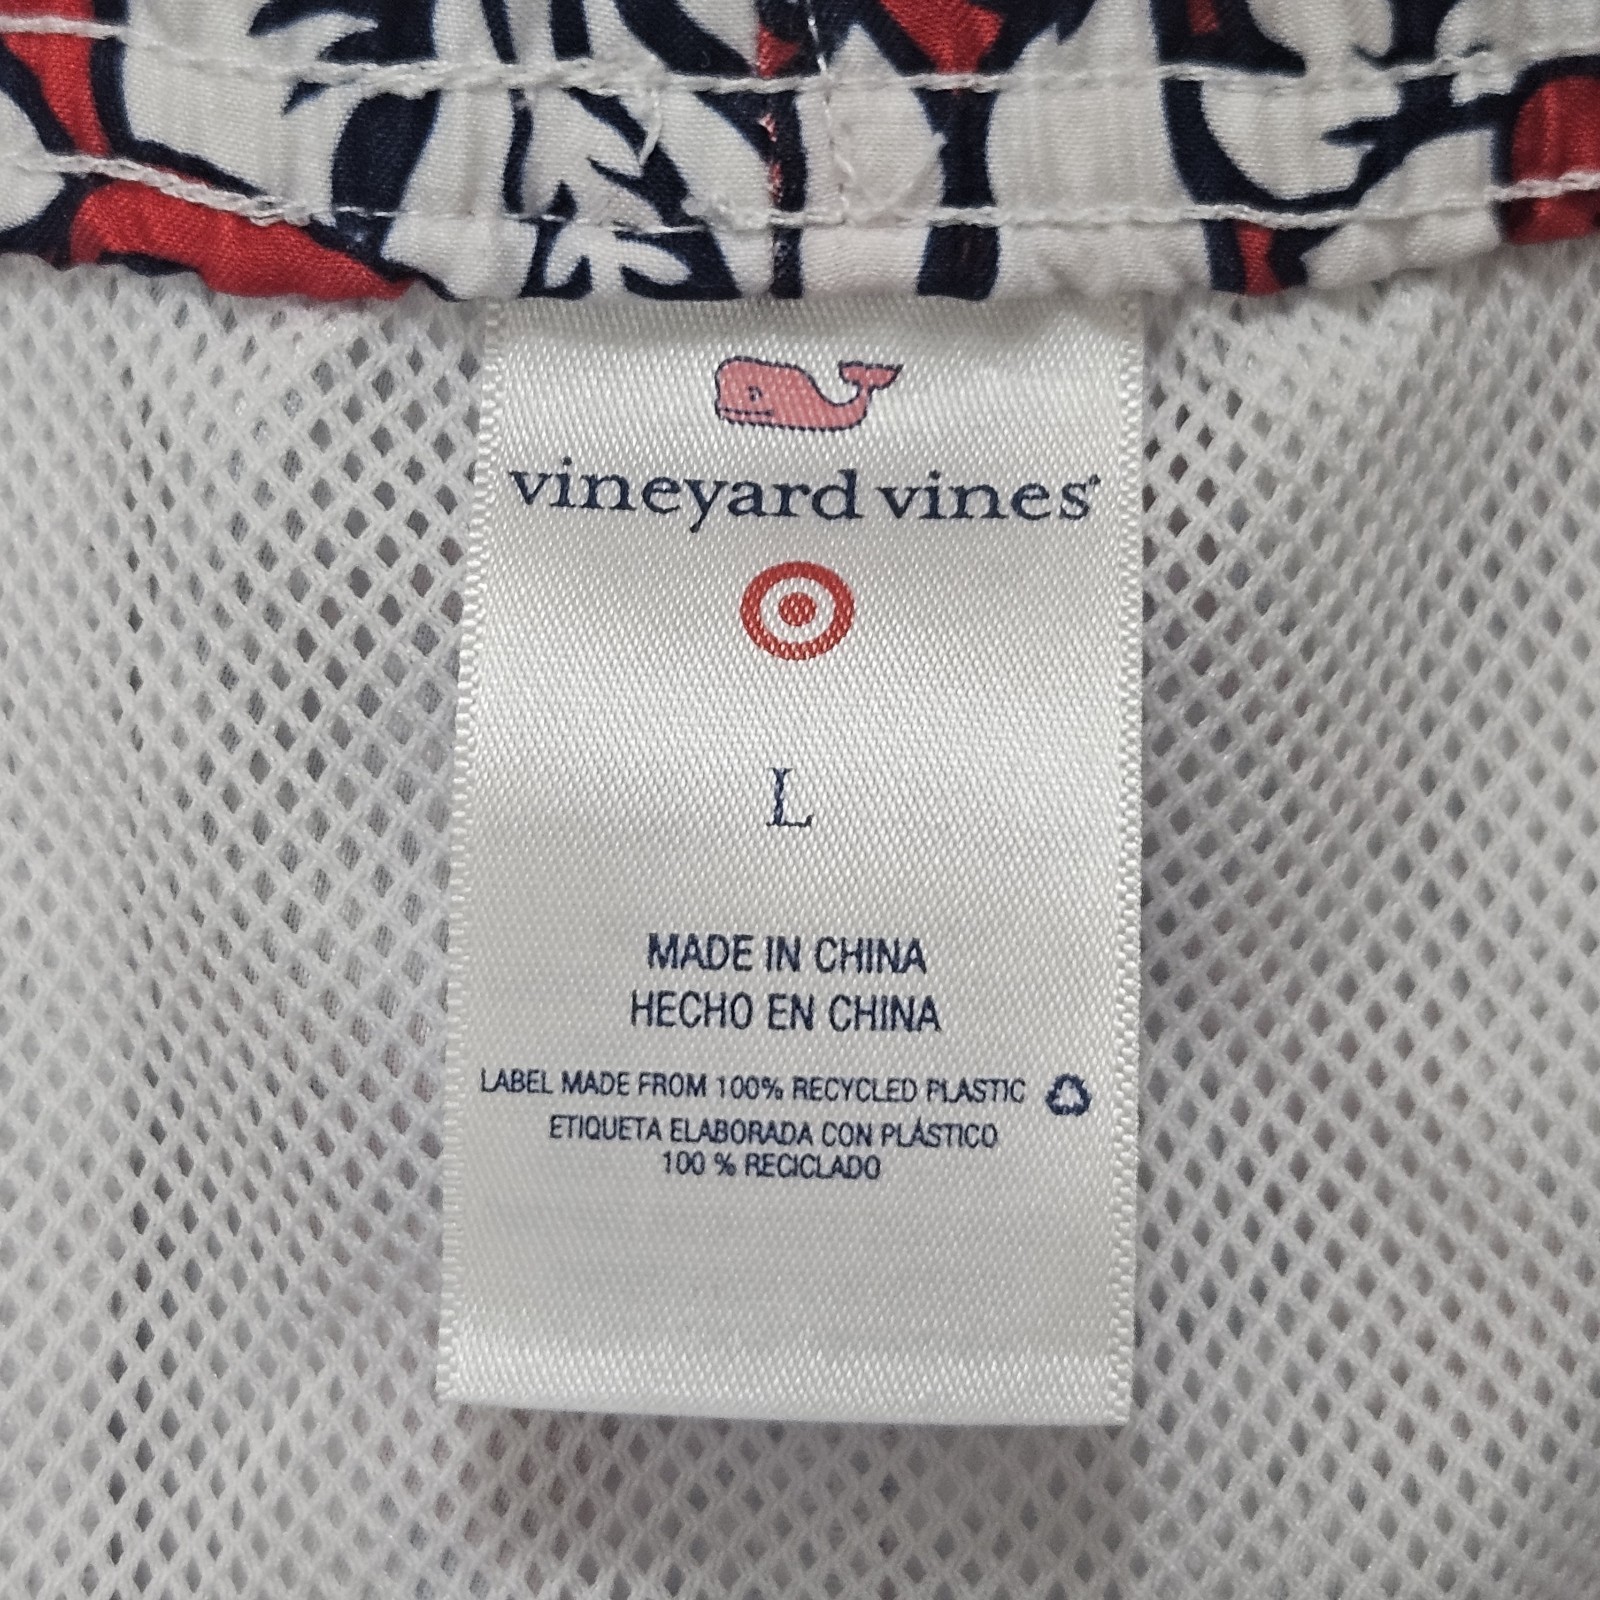 vineyard vines®
L
MADE IN CHINA
HECHO EN CHINA
LABEL MADE FROM 100% RECYCLED PLASTIC
ETIQUETA ELABORADA CON PLÁSTICO
100 % RECICLADO